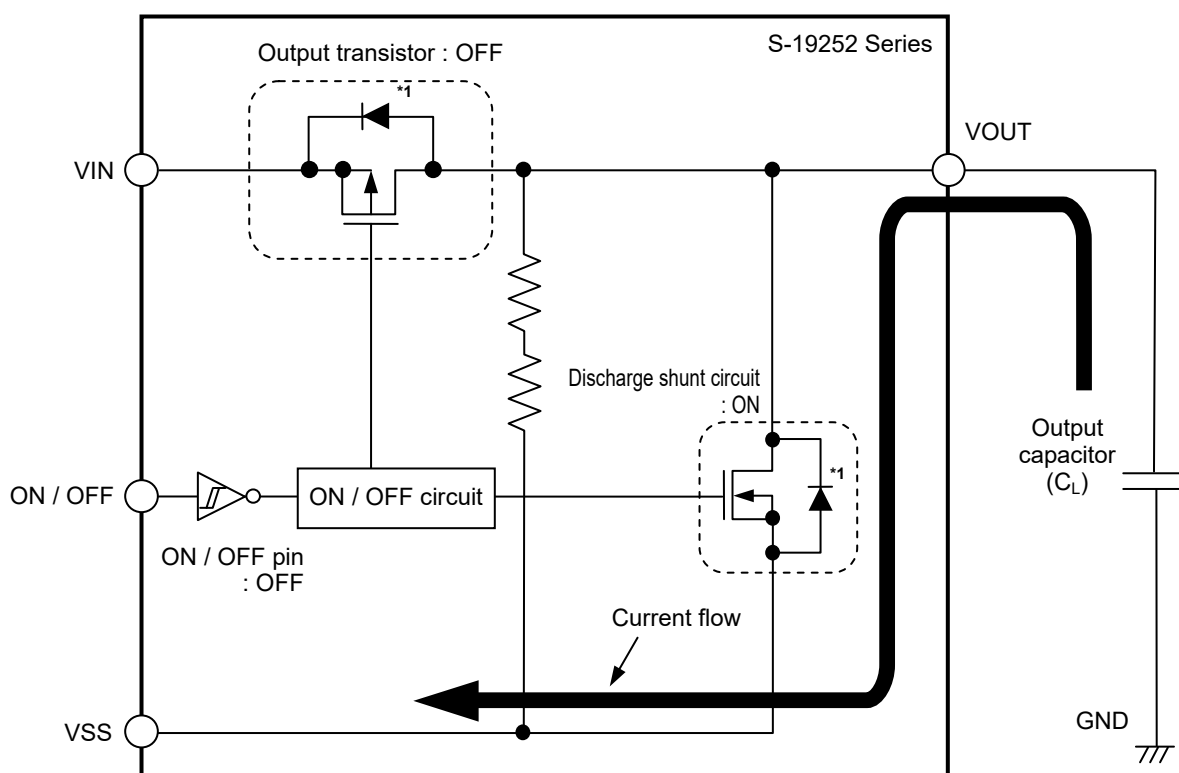 S-19252 Series
Output transistor : OFF
*1
VOUT
VIN
Discharge shunt circuit
: ON
*1
Output
capacitor
(CL)
ON / OFF
ON / OFF circuit
ON / OFF pin
: OFF
Current flow
VSS
GND